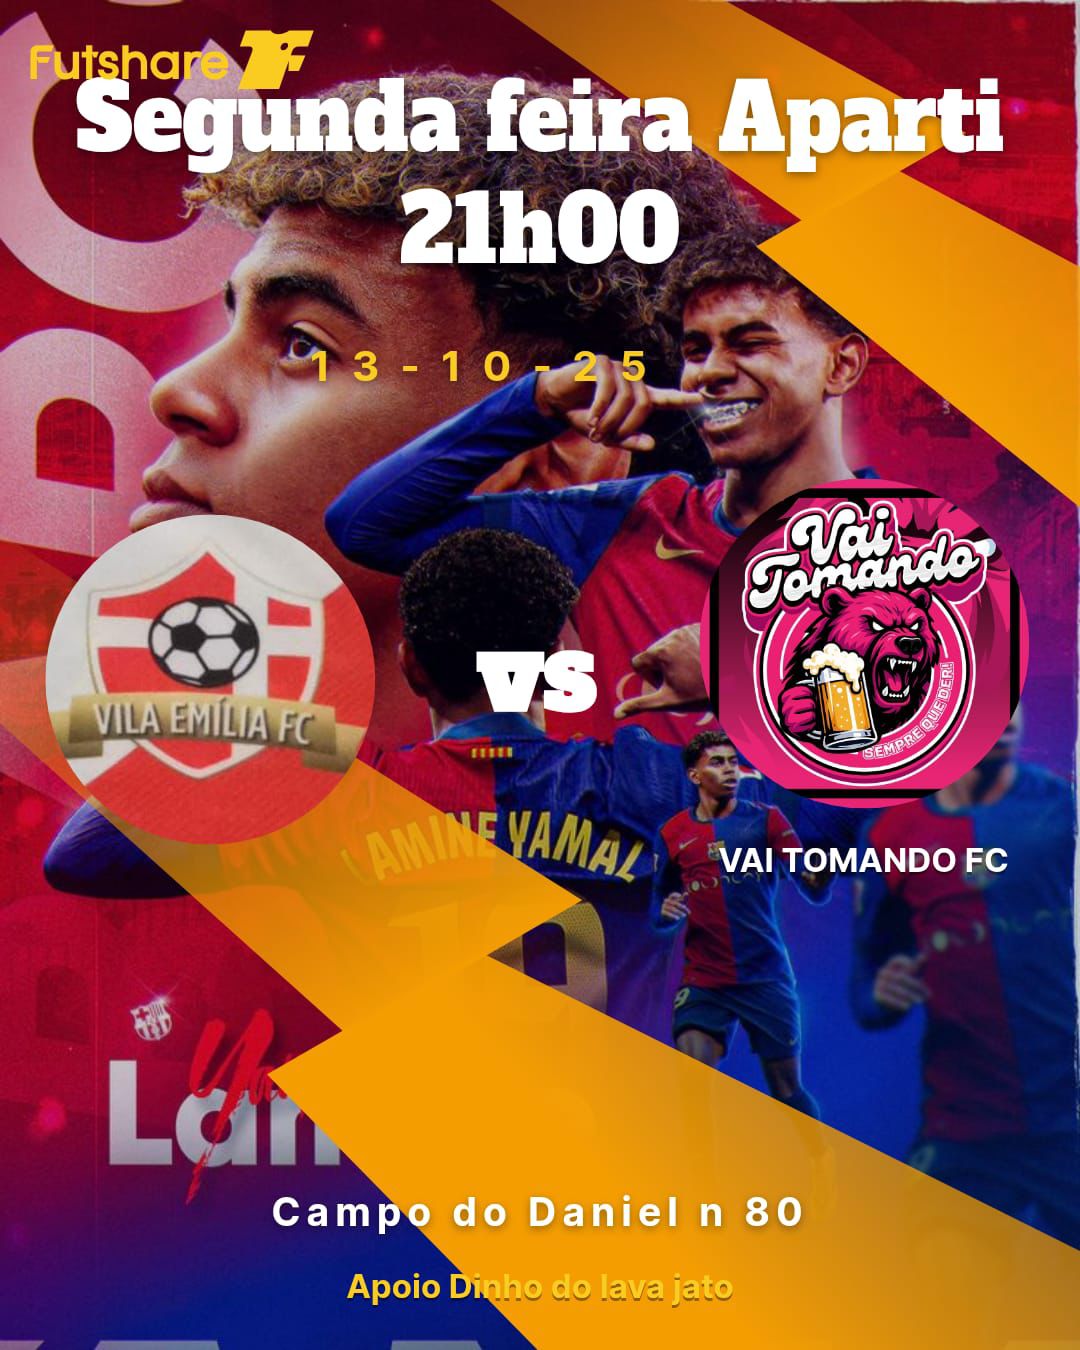 Futshare
Segunda feira Aparti
21h00
13-10-25
Vai
Tomando
SEMPRE QUE DER!
VILA EMÍLIA FC
vs
LAMINE YAMAL
VAI TOMANDO FC
19
Campo do Daniel n 80
Apoio Dinho do lava jato